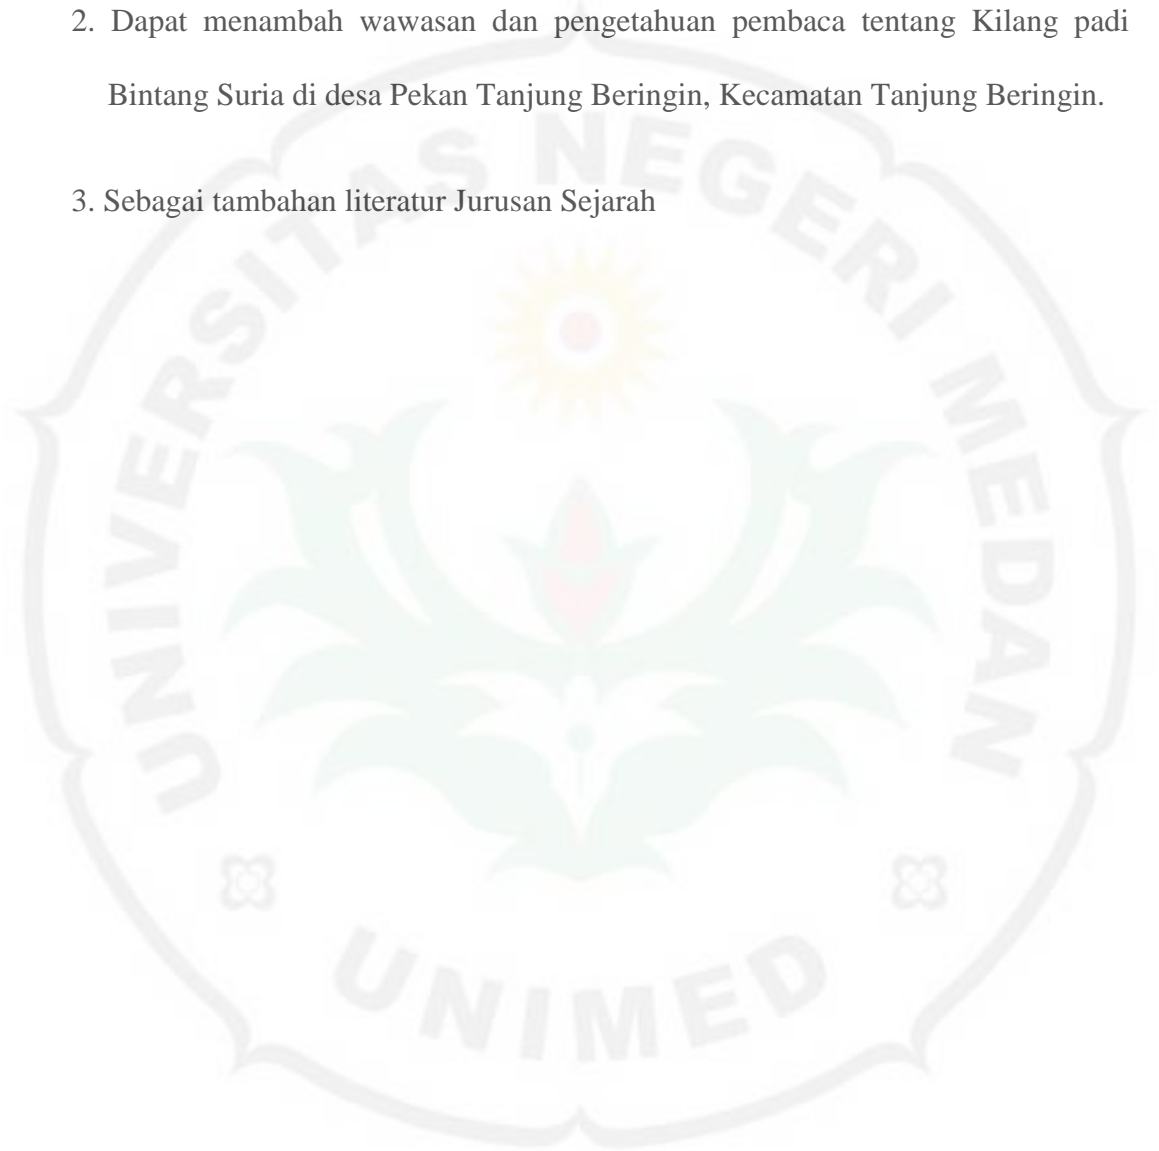 2. Dapat menambah wawasan dan pengetahuan pembaca tentang Kilang padi
Bintang Suria di desa Pekan Tanjung Beringin, Kecamatan Tanjung Beringin.
3. Sebagai tambahan literatur Jurusan Sejarah
UNIVERSITAS NEGERI MEDAN
UNIMED